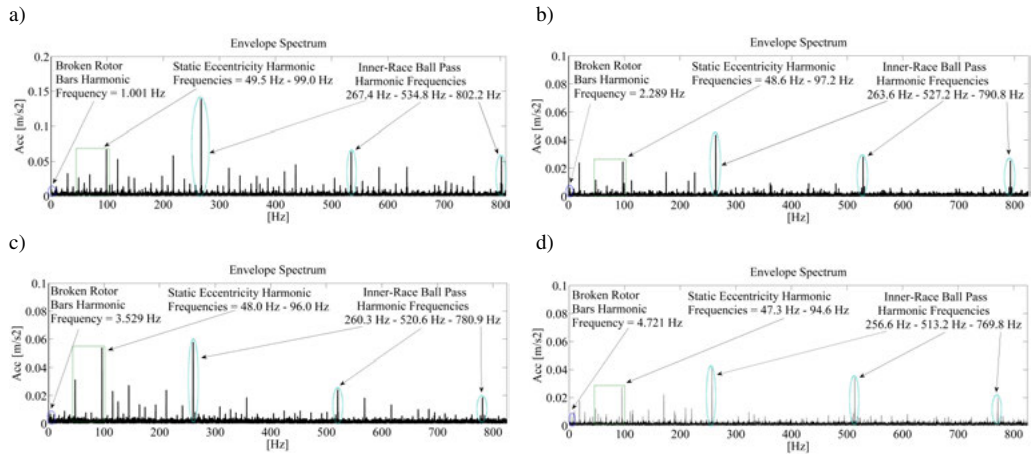 a)
Envelope Spectrum
0.2
0.15
0.1
0.05
0
Acc [m/s2]
Broken Rotor
Bars Harmonic
Frequency = 1.001 Hz
Static Eccentricity Harmonic
Frequencies = 49.5 Hz - 99.0 Hz
Inner-Race Ball Pass
Harmonic Frequencies
267.4 Hz - 534.8 Hz - 802.2 Hz
0 100 200 300 400 500 600 700 800
[Hz]
b)
Envelope Spectrum
0.1
0.08
0.06
0.04
0.02
0
Acc [m/s2]
Broken Rotor
Bars Harmonic
Frequency = 2.289 Hz
Static Eccentricity Harmonic
Frequencies = 48.6 Hz - 97.2 Hz
Inner-Race Ball Pass
Harmonic Frequencies
263.6 Hz - 527.2 Hz - 790.8 Hz
0 100 200 300 400 500 600 700 800
[Hz]
c)
Envelope Spectrum
0.1
0.08
0.06
0.04
0.02
0
Acc [m/s2]
Broken Rotor
Bars Harmonic
Frequency = 3.529 Hz
Static Eccentricity Harmonic
Frequencies = 48.0 Hz - 96.0 Hz
Inner-Race Ball Pass
Harmonic Frequencies
260.3 Hz - 520.6 Hz - 780.9 Hz
0 100 200 300 400 500 600 700 800
[Hz]
d)
Envelope Spectrum
0.1
0.08
0.06
0.04
0.02
0
Acc [m/s2]
Broken Rotor
Bars Harmonic
Frequency = 4.721 Hz
Static Eccentricity Harmonic
Frequencies = 47.3 Hz - 94.6 Hz
Inner-Race Ball Pass
Harmonic Frequencies
256.6 Hz - 513.2 Hz - 769.8 Hz
0 100 200 300 400 500 600 700 800
[Hz]